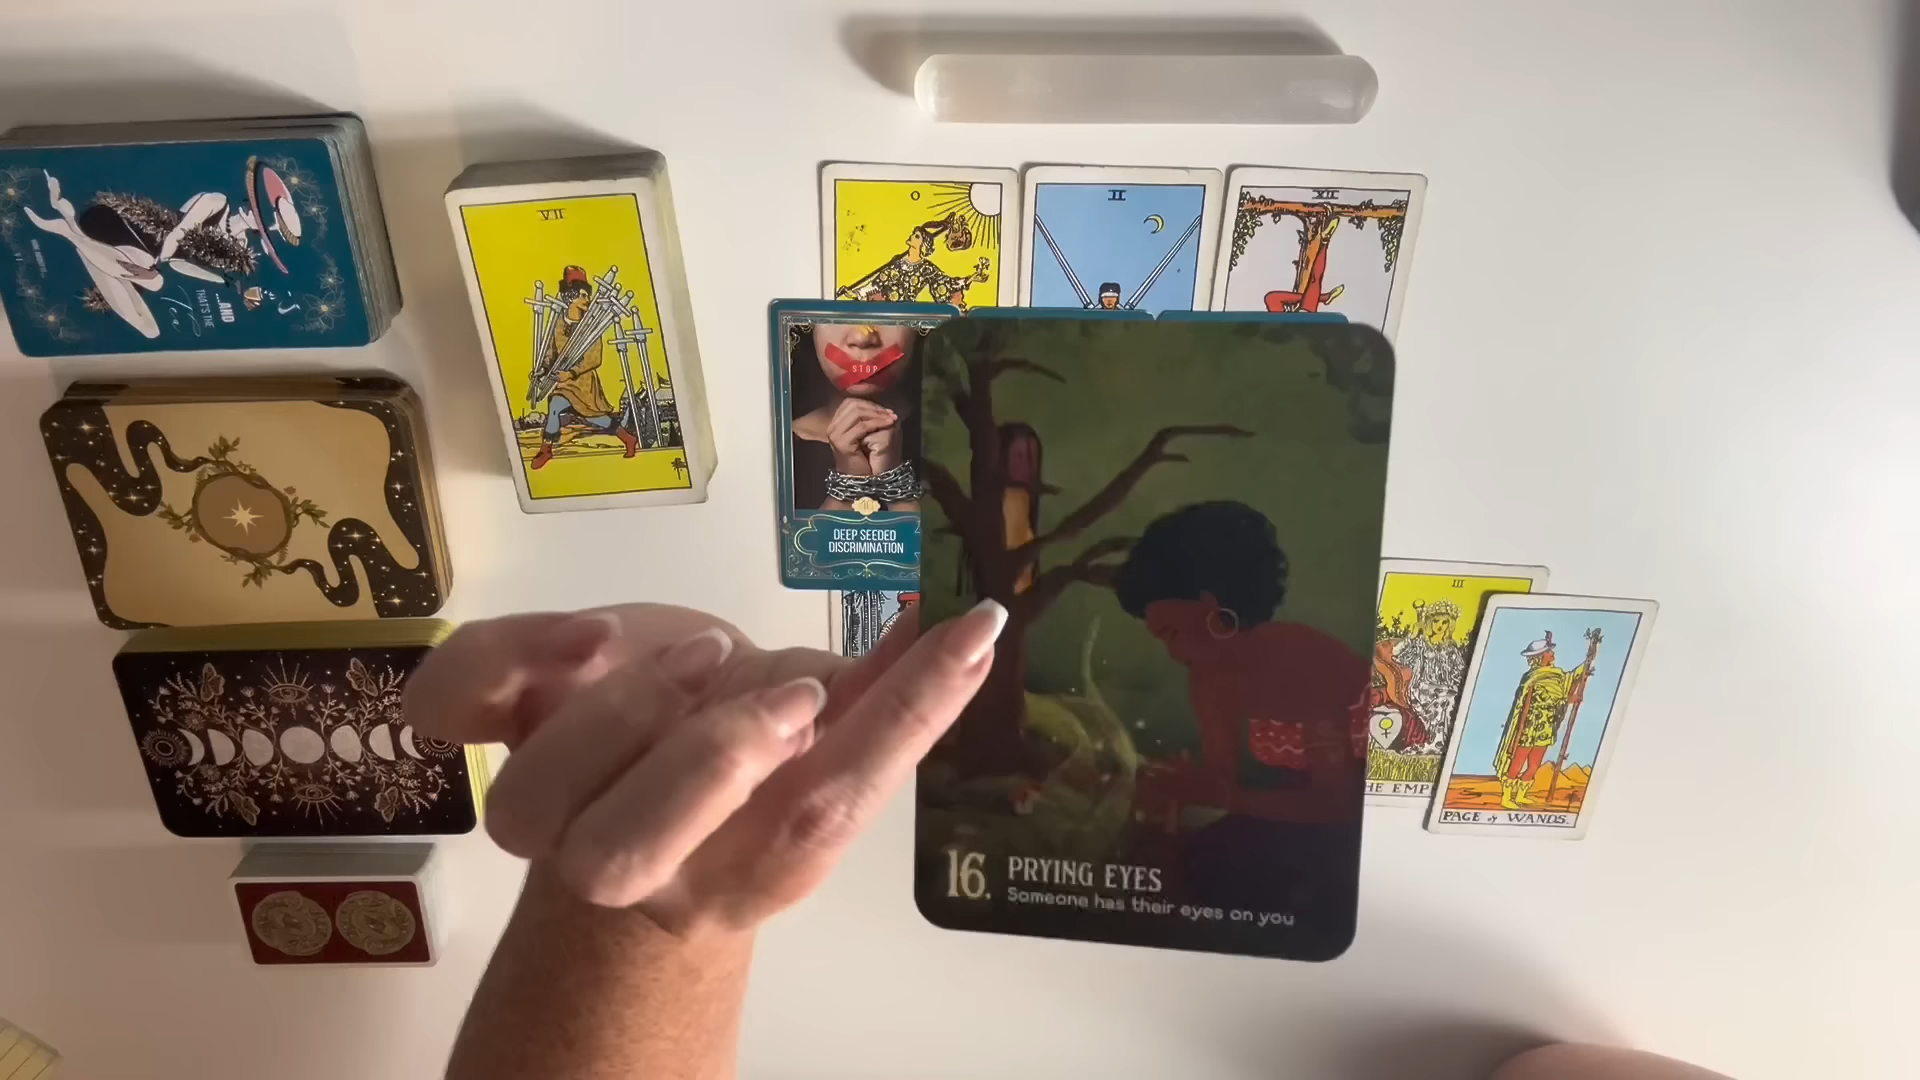 VII
O
II
XII
STOP
DEEP SEEDED
DISCRIMINATION
...AND
THAT'S THE
Tea
III
HE EMP
PAGE of WANDS.
16. PRYING EYES
Someone has their eyes on you